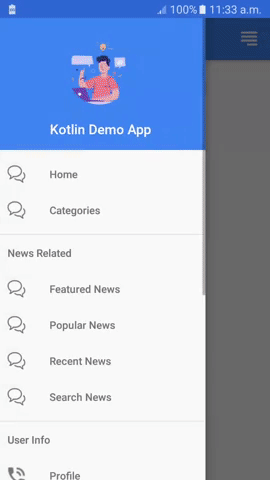 100% 11:33 a.m.
Kotlin Demo App
Home
Categories
News Related
Featured News
Popular News
Recent News
Search News
User Info
Profile